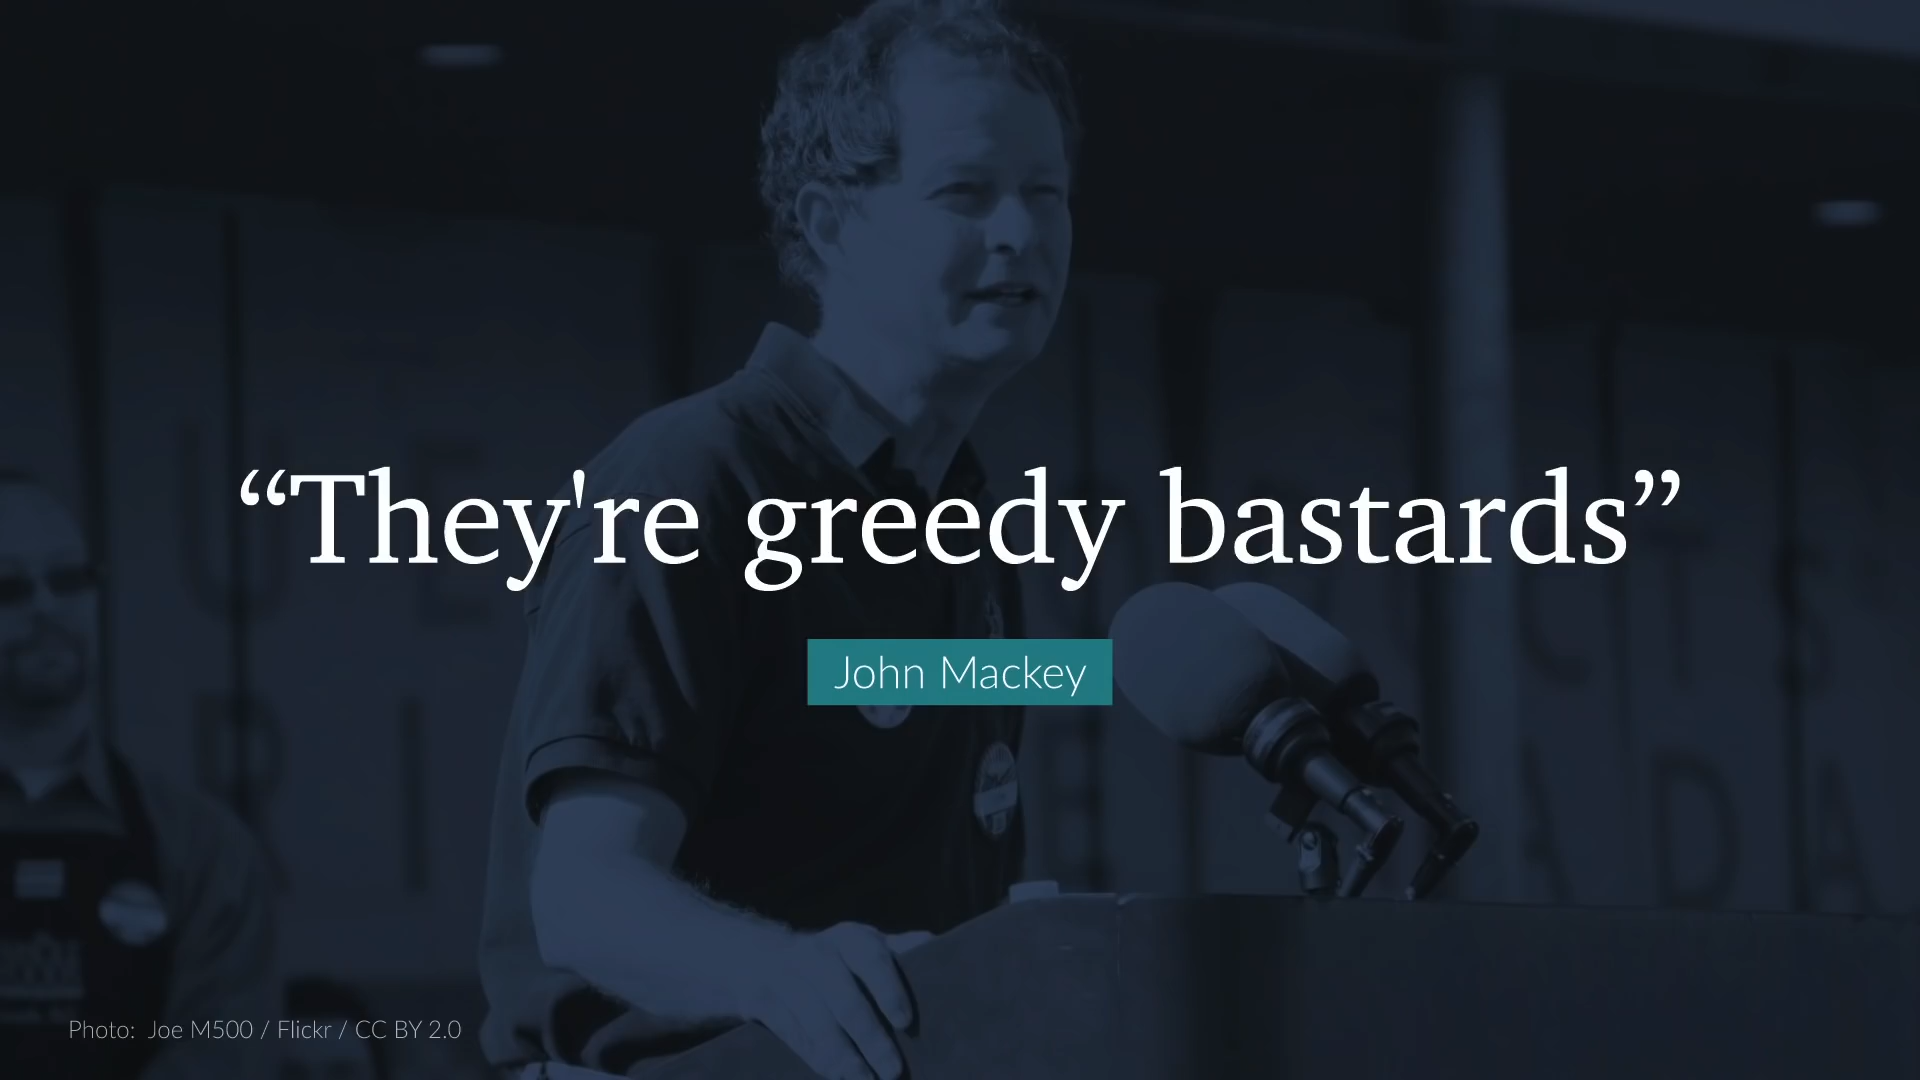 “They're greedy bastards”
John Mackey
Photo: Joe M500 / Flickr / CC BY 2.0